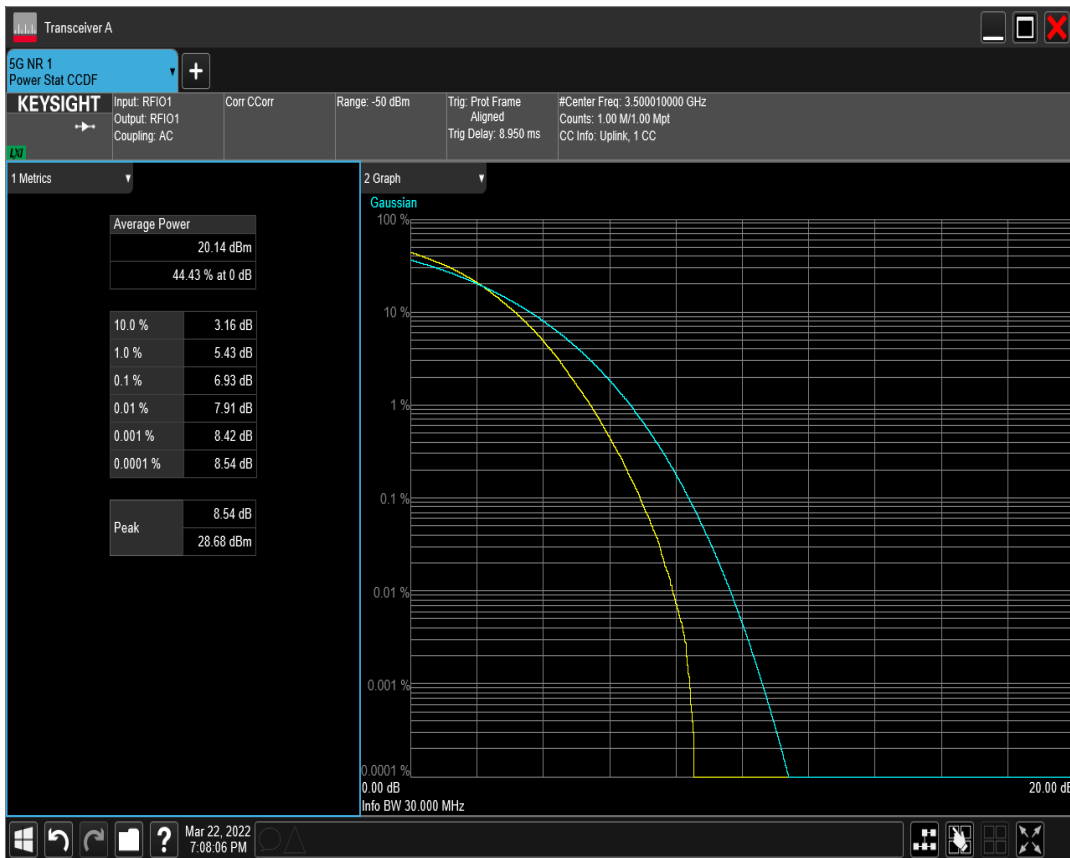 Transceiver A
5G NR 1
Power Stat CCDF
KEYSIGHT
LXI
Input: RFIO1
Output: RFIO1
Coupling: AC
Corr CCorr
Range: -50 dBm
Trig: Prot Frame
Aligned
Trig Delay: 8.950 ms
#Center Freq: 3.500010000 GHz
Counts: 1.00 M/1.00 Mpt
CC Info: Uplink, 1 CC
1 Metrics
Average Power
20.14 dBm
44.43 % at 0 dB
10.0 % 3.16 dB
1.0 % 5.43 dB
0.1 % 6.93 dB
0.01 % 7.91 dB
0.001 % 8.42 dB
0.0001 % 8.54 dB
Peak
8.54 dB
28.68 dBm
2 Graph
Gaussian
100 %
10 %
1 %
0.1 %
0.01 %
0.001 %
0.0001 %
0.00 dB 20.00 dB
Info BW 30.000 MHz
?
Mar 22, 2022
7:08:06 PM